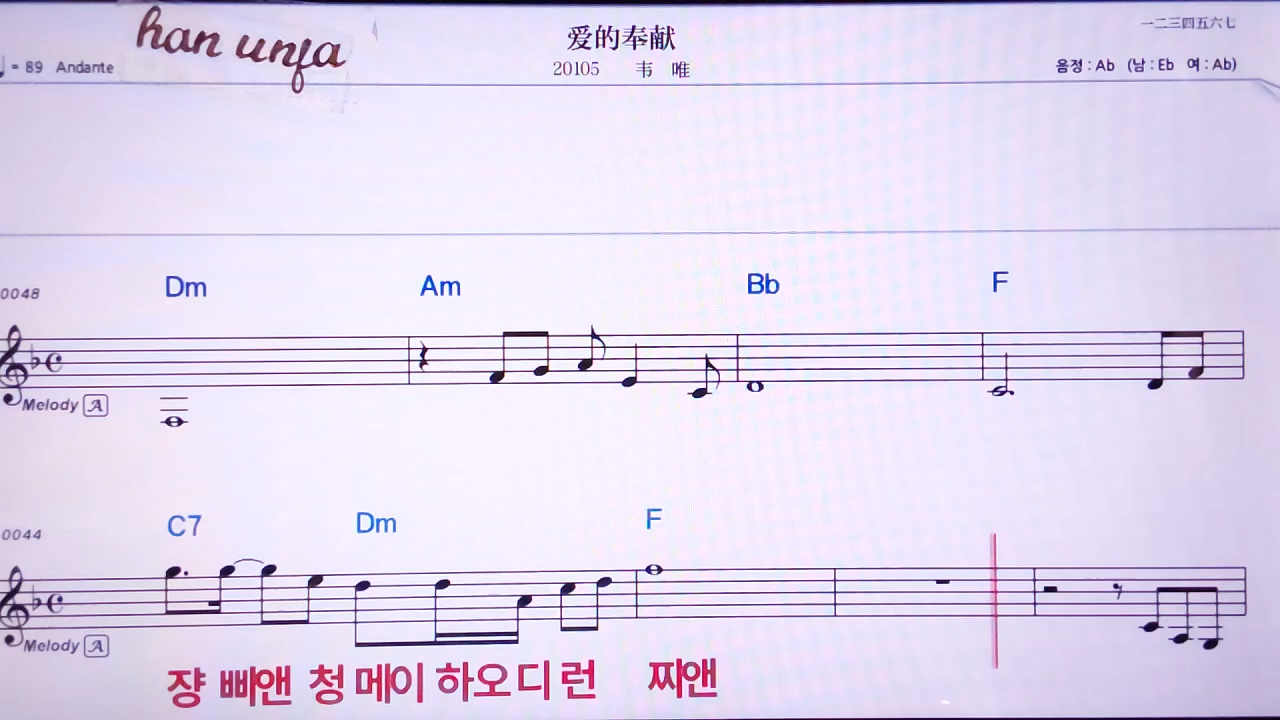 han unja
爱的奉献
一二三四五六七
= 89 Andante
20105 韦 唯
음정 : Ab (남 : Eb 여 : Ab)
Dm Am Bb F
0048
Melody A
C7 Dm F
0044
Melody A
쟝 삐앤 청 메이 하오 디 런 찌앤